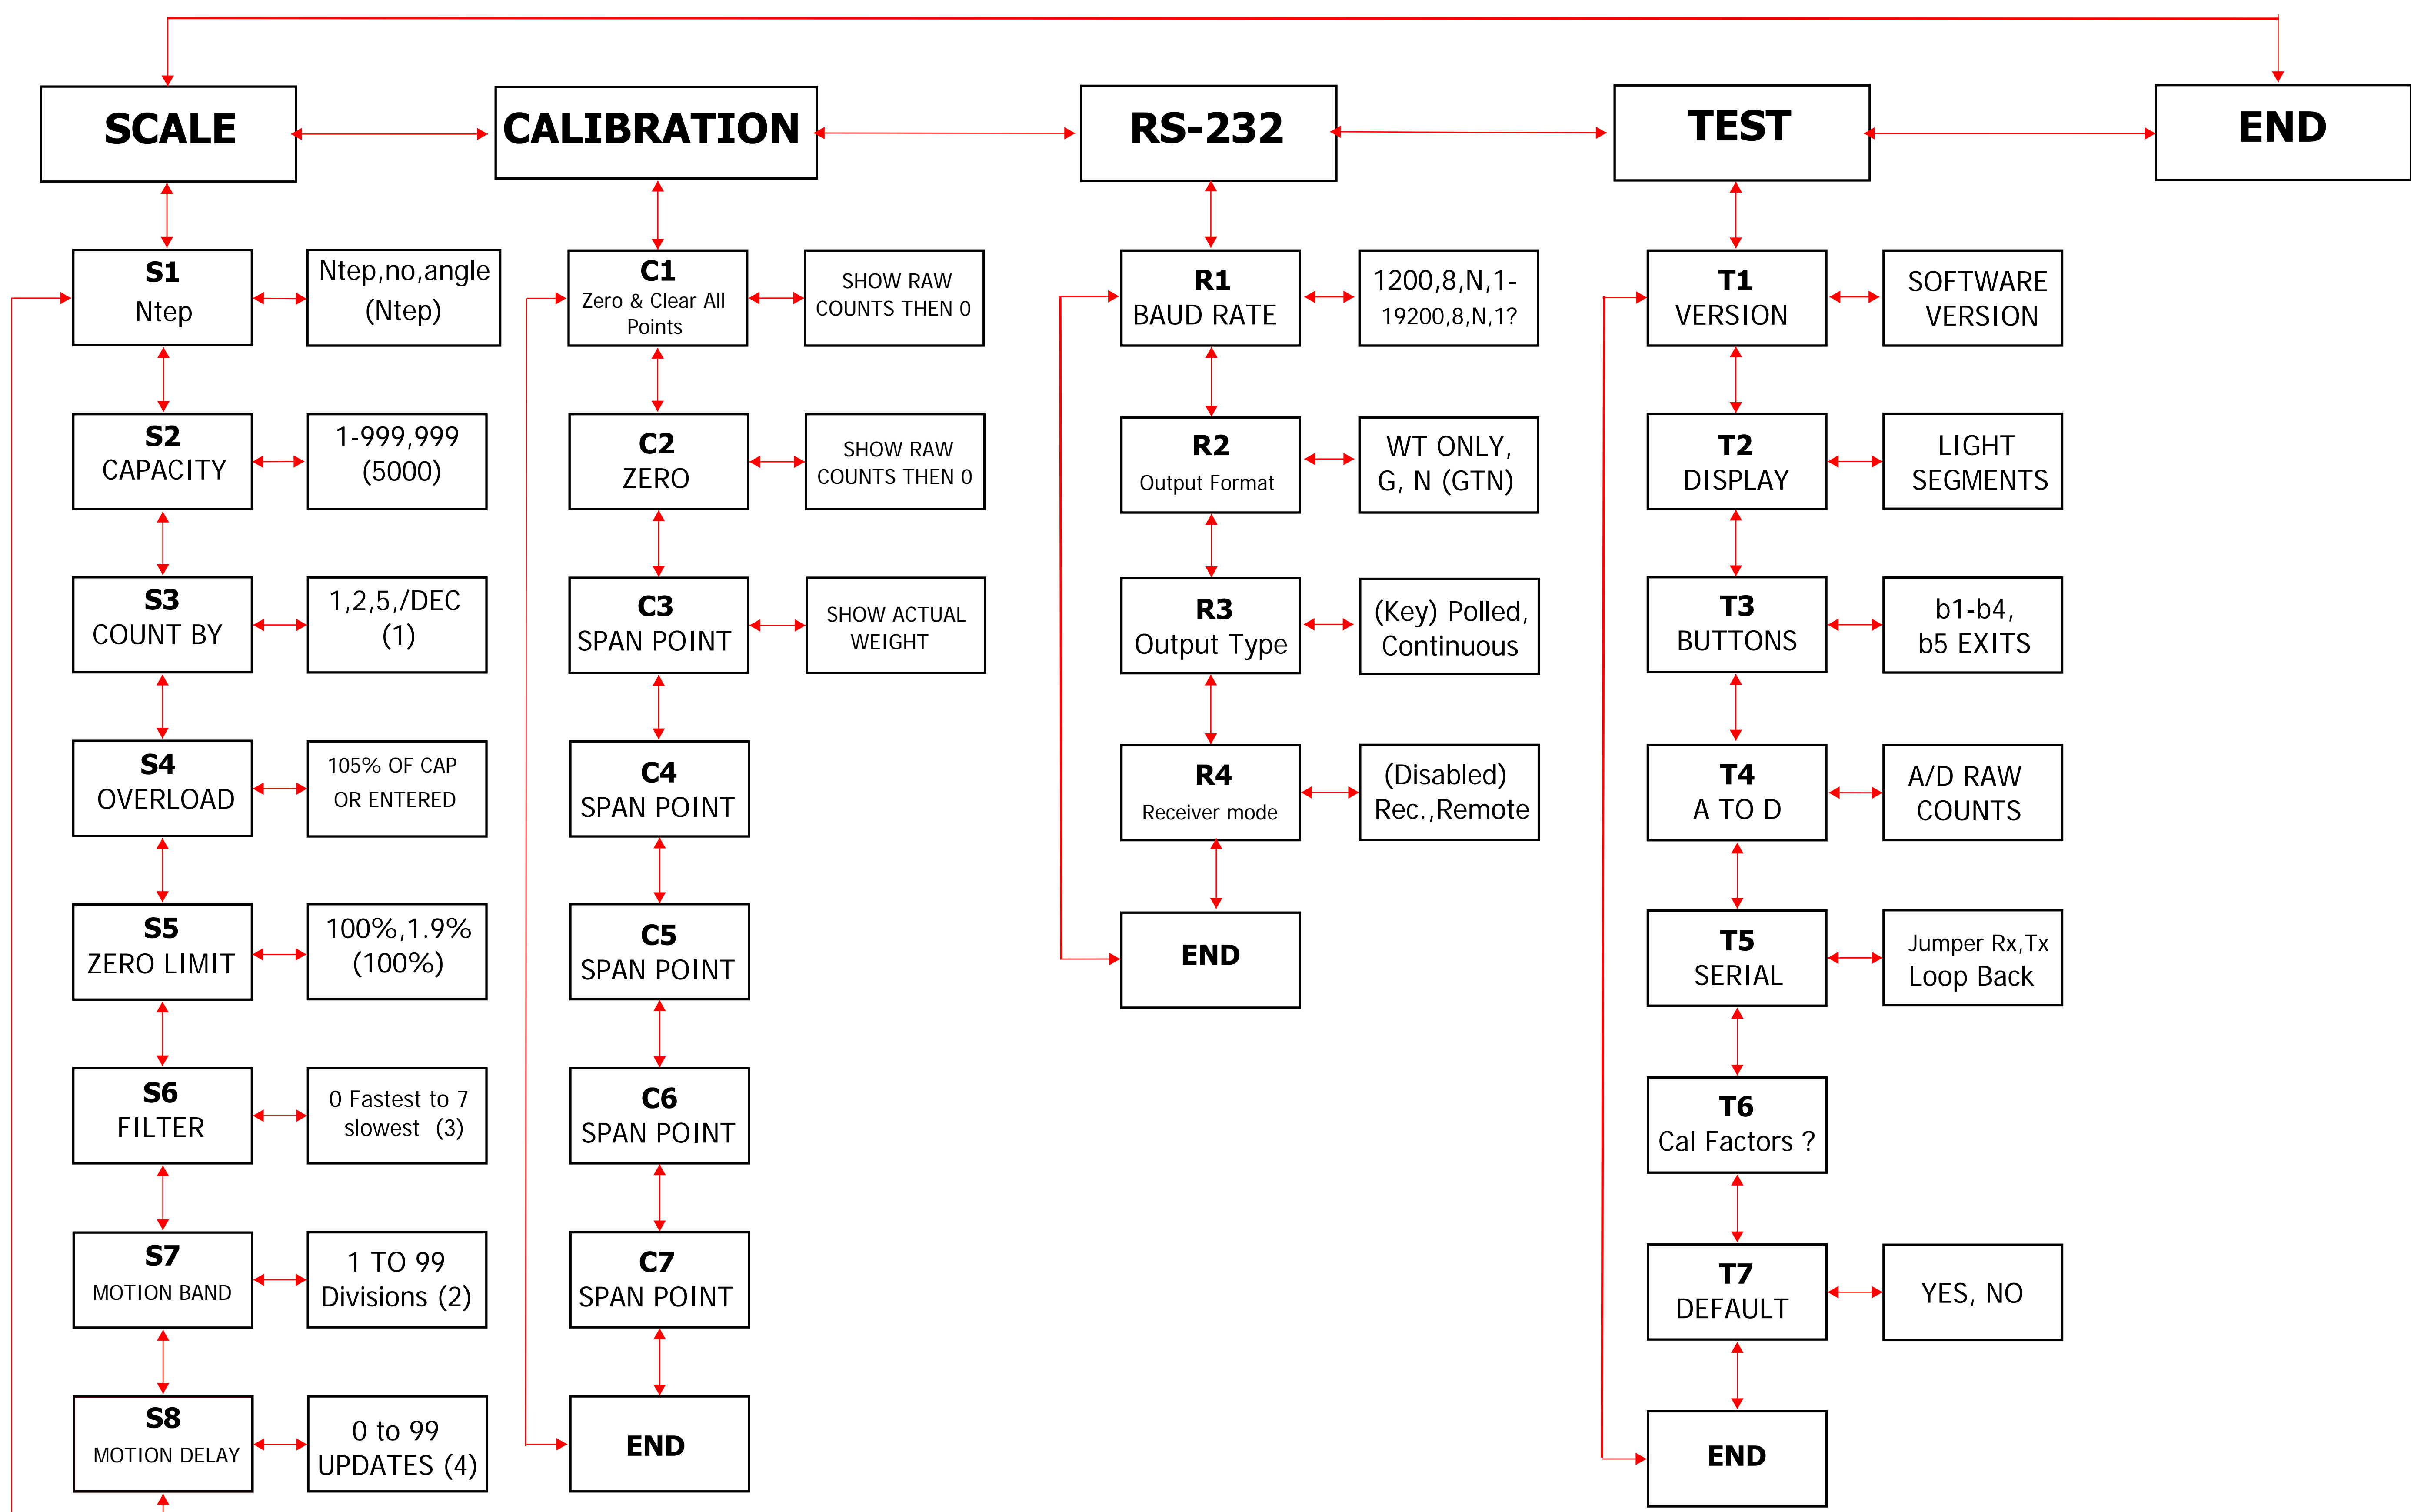 SCALE
CALIBRATION
RS-232
TEST
END
S1
Ntep
Ntep,no,angle
(Ntep)
S2
CAPACITY
1-999,999
(5000)
S3
COUNT BY
1,2,5,/DEC
(1)
S4
OVERLOAD
105% OF CAP
OR ENTERED
S5
ZERO LIMIT
100%,1.9%
(100%)
S6
FILTER
0 Fastest to 7
slowest (3)
S7
MOTION BAND
1 TO 99
Divisions (2)
S8
MOTION DELAY
0 to 99
UPDATES (4)
C1
Zero & Clear All
Points
SHOW RAW
COUNTS THEN 0
C2
ZERO
SHOW RAW
COUNTS THEN 0
C3
SPAN POINT
SHOW ACTUAL
WEIGHT
C4
SPAN POINT
C5
SPAN POINT
C6
SPAN POINT
C7
SPAN POINT
END
R1
BAUD RATE
1200,8,N,1-
19200,8,N,1?
R2
Output Format
WT ONLY,
G, N (GTN)
R3
Output Type
(Key) Polled,
Continuous
R4
Receiver mode
(Disabled)
Rec.,Remote
END
T1
VERSION
SOFTWARE
VERSION
T2
DISPLAY
LIGHT
SEGMENTS
T3
BUTTONS
b1-b4,
b5 EXITS
T4
A TO D
A/D RAW
COUNTS
T5
SERIAL
Jumper Rx,Tx
Loop Back
T6
Cal Factors ?
T7
DEFAULT
YES, NO
END